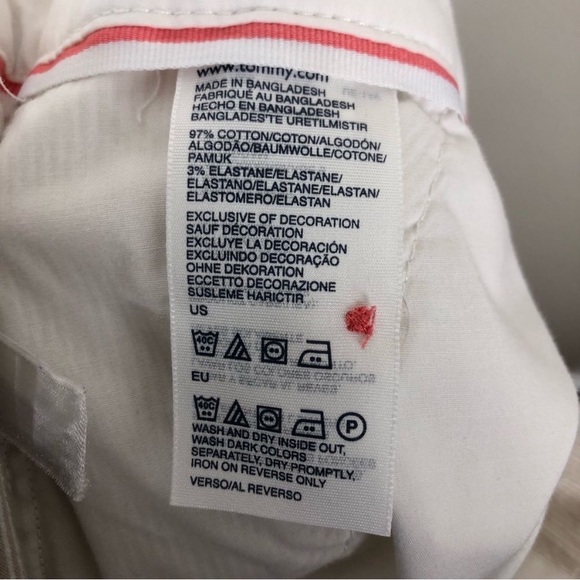 www.tommy.com
MADE IN BANGLADESH
FABRIQUÉ AU BANGLADESH
HECHO EN BANGLADESH
BANGLADES'TE URETILMISTIR
97% COTTON/COTON/ALGODÓN/
ALGODÃO/BAUMWOLLE/COTONE/
PAMUK
3% ELASTANE/ELASTANE/
ELASTANO/ELASTANE/ELASTAN/
ELASTOMERO/ELASTAN
EXCLUSIVE OF DECORATION
SAUF DÉCORATION
EXCLUYE LA DECORACIÓN
EXCLUINDO DECORAÇÃO
OHNE DEKORATION
ECCETTO DECORAZIONE
SUSLEME HARICTIR
US
40C
EU
40C P
WASH AND DRY INSIDE OUT,
WASH DARK COLORS
SEPARATELY, DRY PROMPTLY,
IRON ON REVERSE ONLY
VERSO/AL REVERSO